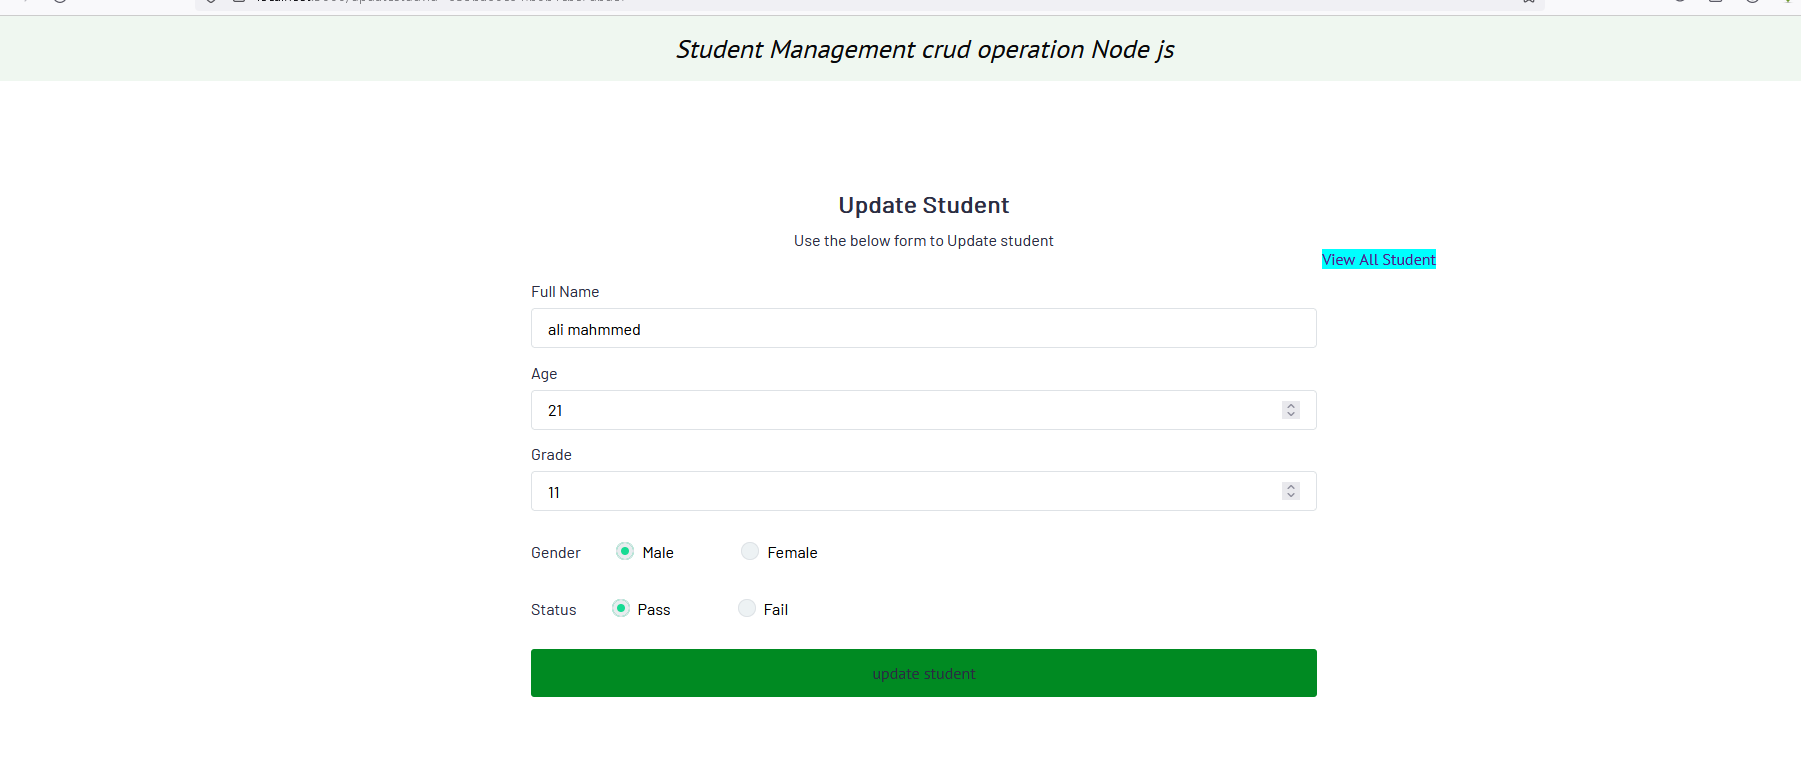 Student Management crud operation Node js
Update Student
Use the below form to Update student
View All Student
Full Name
ali mahmmed
Age
21
Grade
11
Gender Male Female
Status Pass Fail
update student